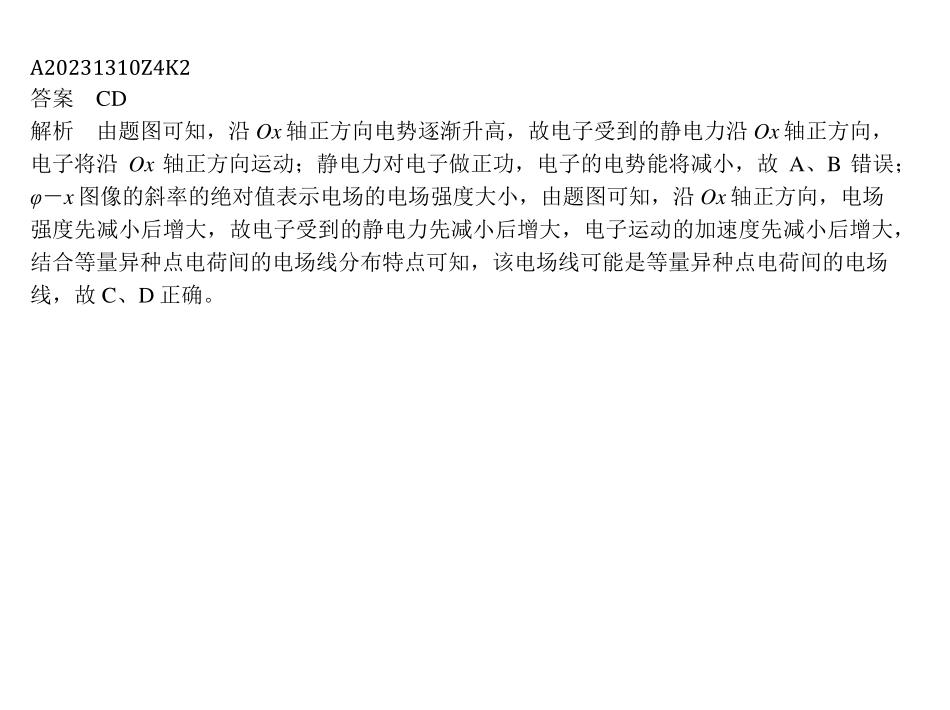 A20231310Z4K2
答案　CD
解析　由题图可知，沿 Ox 轴正方向电势逐渐升高，故电子受到的静电力沿 Ox 轴正方向，
电子将沿 Ox 轴正方向运动；静电力对电子做正功，电子的电势能将减小，故 A、B 错误；
φ－x 图像的斜率的绝对值表示电场的电场强度大小，由题图可知，沿 Ox 轴正方向，电场
强度先减小后增大，故电子受到的静电力先减小后增大，电子运动的加速度先减小后增大，
结合等量异种点电荷间的电场线分布特点可知，该电场线可能是等量异种点电荷间的电场
线，故 C、D 正确。